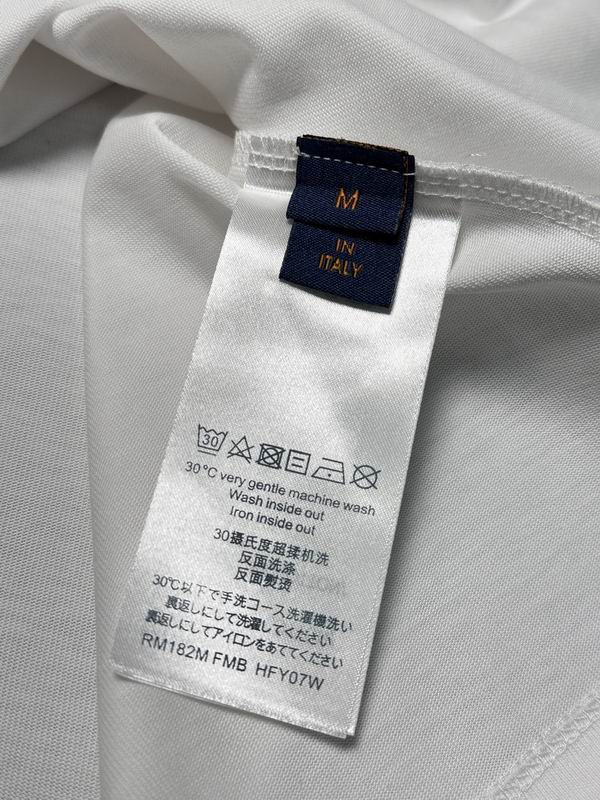 M
IN
ITALY
30
30°C very gentle machine wash
Wash inside out
Iron inside out
30摄氏度超揉机洗
反面洗涤
反面熨烫
30℃以下で手洗コース洗濯機洗い
裏返しにして洗濯してください
裏返しにしてアイロンをあててください
RM182M FMB HFY07W